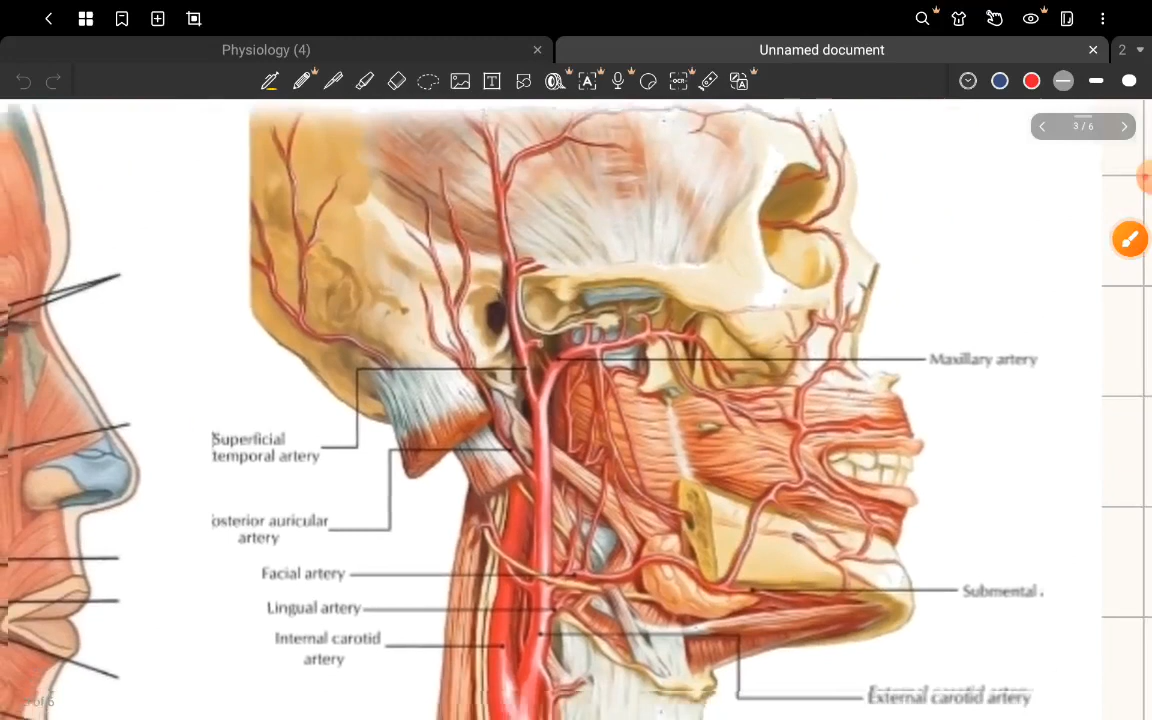 Physiology (4)
Unnamed document
2
3 / 6
Maxillary artery
Superficial
temporal artery
osterior auricular
artery
Facial artery
Lingual artery
Submental
Internal carotid
artery
External carotid artery